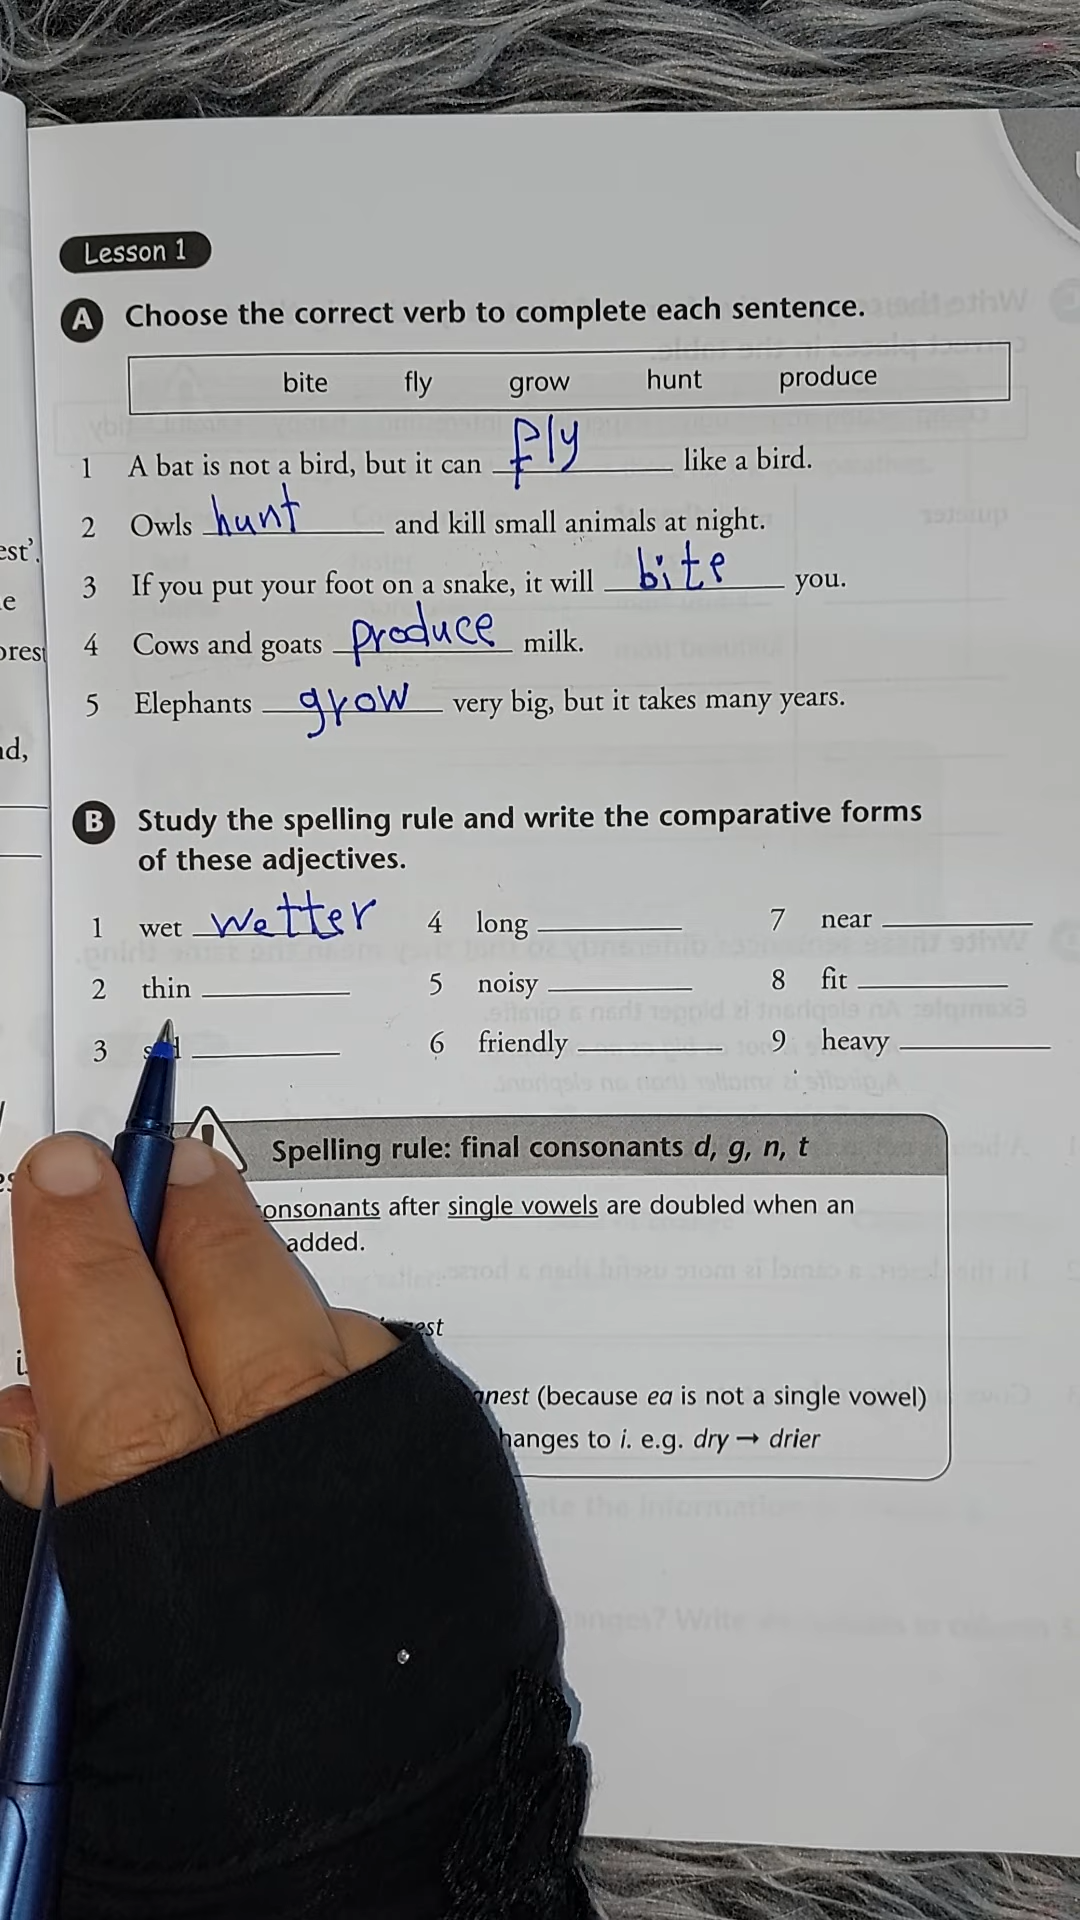 Lesson 1
A Choose the correct verb to complete each sentence.
bite fly grow hunt produce
1 A bat is not a bird, but it can fly like a bird.
2 Owls hunt and kill small animals at night.
3 If you put your foot on a snake, it will bite you.
4 Cows and goats produce milk.
5 Elephants grow very big, but it takes many years.
B Study the spelling rule and write the comparative forms
of these adjectives.
1 wet wetter 4 long 7 near
2 thin 5 noisy 8 fit
3 6 friendly 9 heavy
Spelling rule: final consonants d, g, n, t
onsonants after single vowels are doubled when an
added.
est
nest (because ea is not a single vowel)
hanges to i. e.g. dry → drier